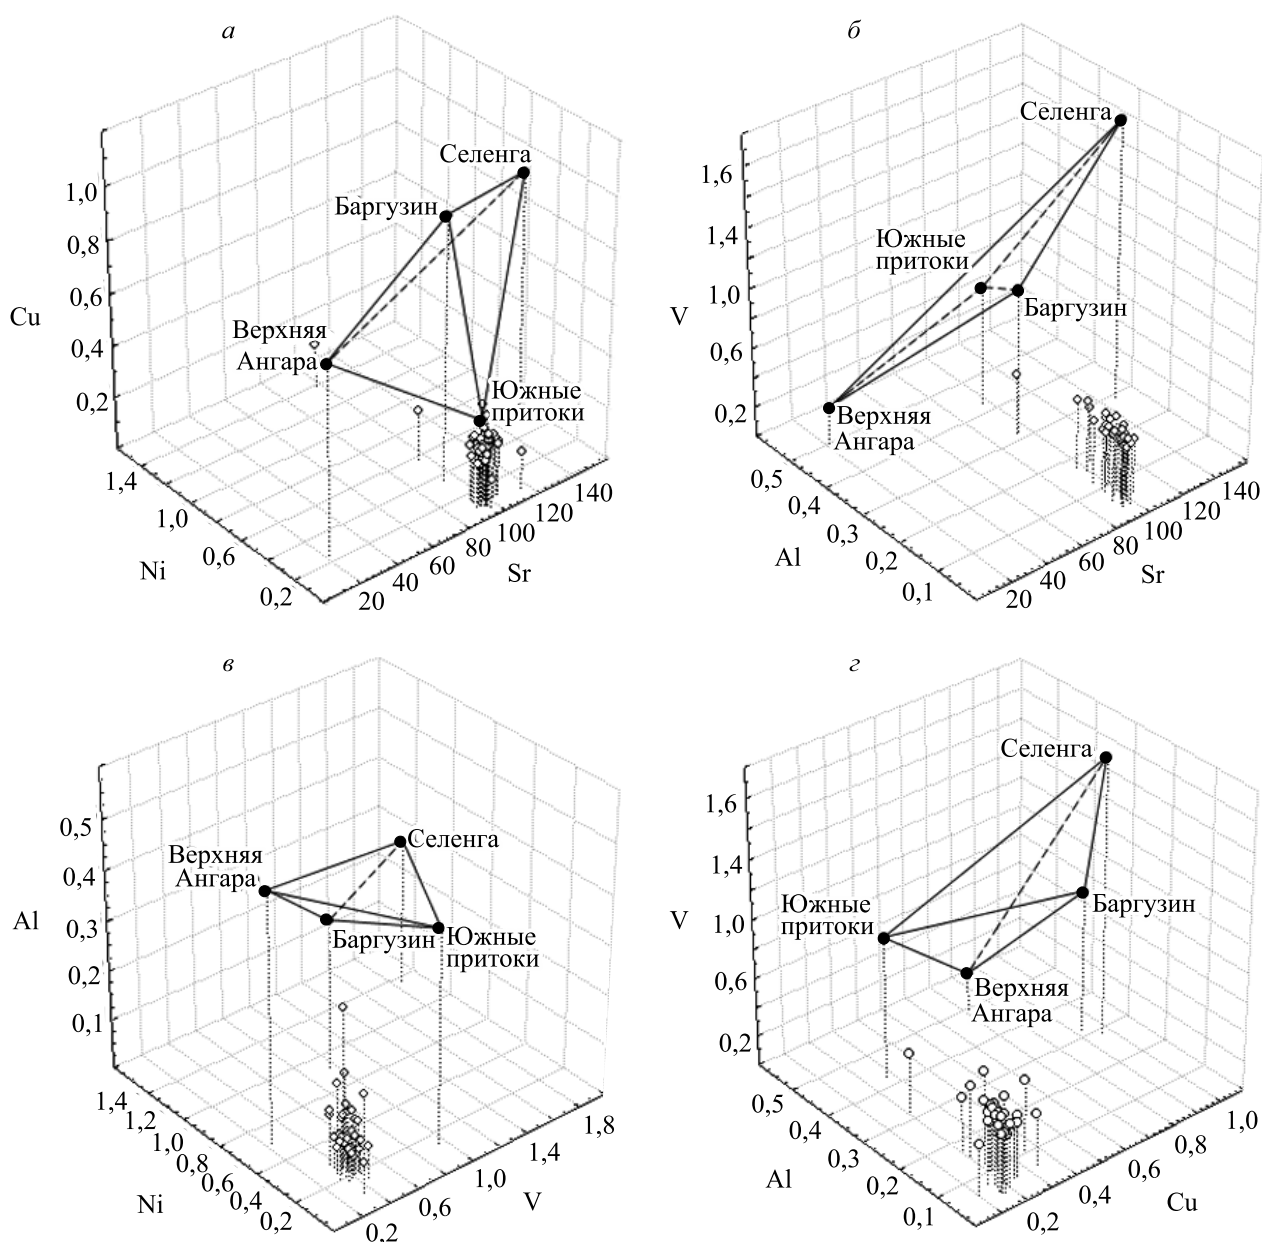 а
Селенга
Баргузин
Cu
1,0
0,8
0,6
0,4
0,2
Верхняя
Ангара
Южные
притоки
1,4
1,0
0,6
0,2
Ni
20
40
60
80
100
120
140
Sr
б
Селенга
V
1,6
1,4
1,0
0,6
0,2
Южные
притоки
Баргузин
Верхняя
Ангара
0,5
0,4
0,3
0,2
0,1
Al
20
40
60
80
100
120
140
Sr
в
Al
0,5
0,4
0,3
0,2
0,1
Верхняя
Ангара
Селенга
Баргузин
Южные
притоки
1,4
1,2
1,0
0,8
0,6
0,4
0,2
Ni
0,2
0,6
1,0
1,4
1,8
V
г
Селенга
V
1,6
1,4
1,0
0,6
0,2
Южные
притоки
Баргузин
Верхняя
Ангара
0,5
0,4
0,3
0,2
0,1
Al
0,2
0,4
0,6
0,8
1,0
Cu